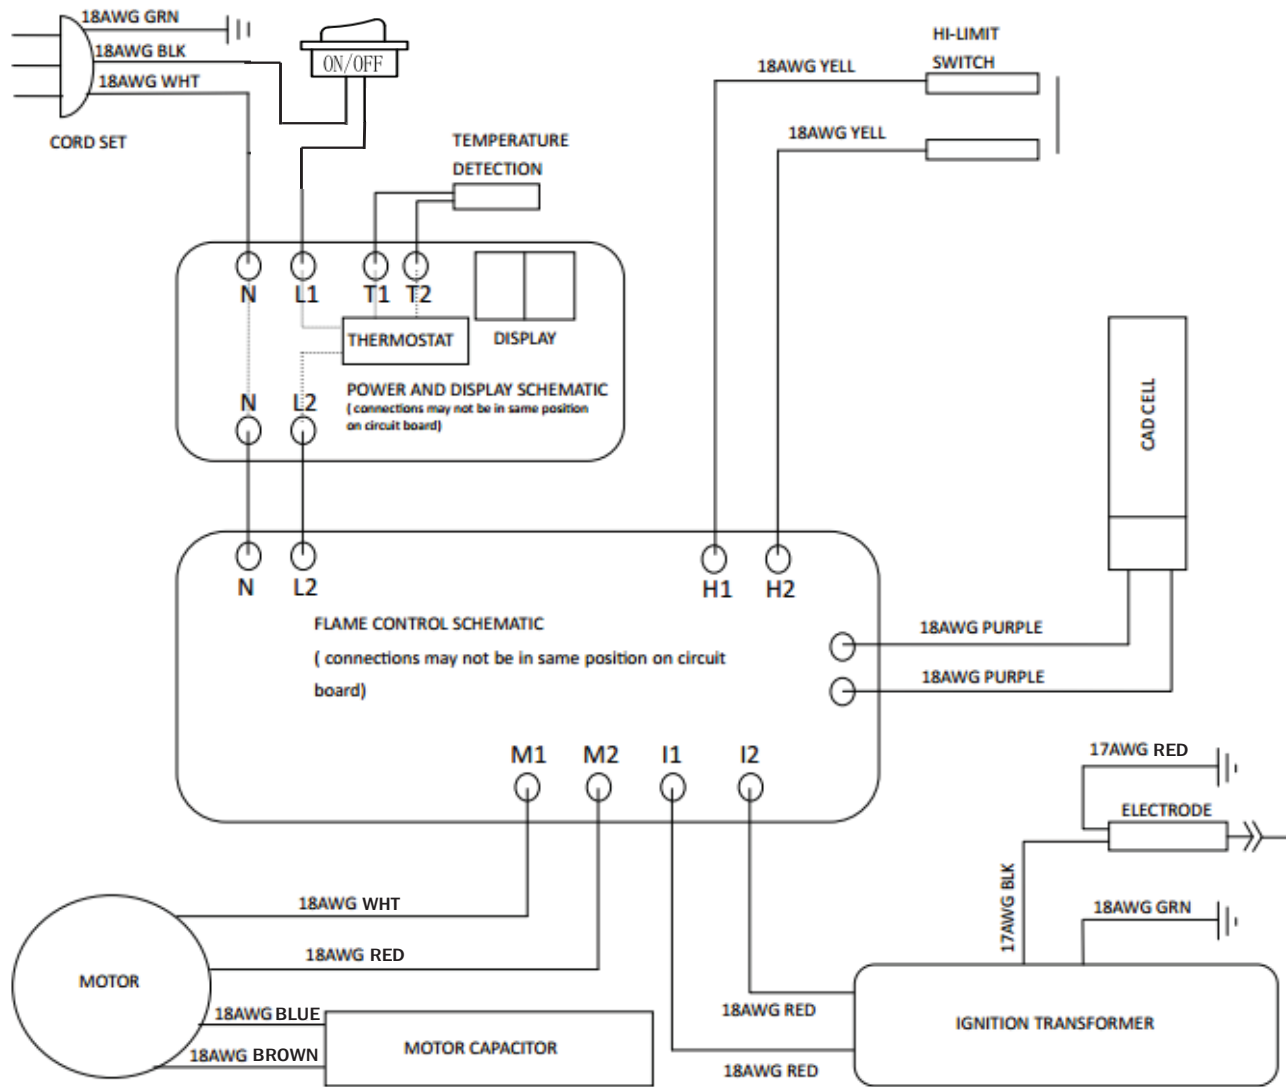 18AWG GRN
18AWG BLK
18AWG WHT
CORD SET
ON/OFF
TEMPERATURE
DETECTION
HI-LIMIT
SWITCH
18AWG YELL
18AWG YELL
N
L1
T1
T2
THERMOSTAT
DISPLAY
N
L2
POWER AND DISPLAY SCHEMATIC
( connections may not be in same position
on circuit board)
CAD CELL
N
L2
H1
H2
FLAME CONTROL SCHEMATIC
( connections may not be in same position on circuit
board)
18AWG PURPLE
18AWG PURPLE
M1
M2
I1
I2
17AWG RED
ELECTRODE
17AWG BLK
18AWG GRN
18AWG WHT
18AWG RED
MOTOR
18AWG BLUE
18AWG BROWN
MOTOR CAPACITOR
18AWG RED
18AWG RED
IGNITION TRANSFORMER